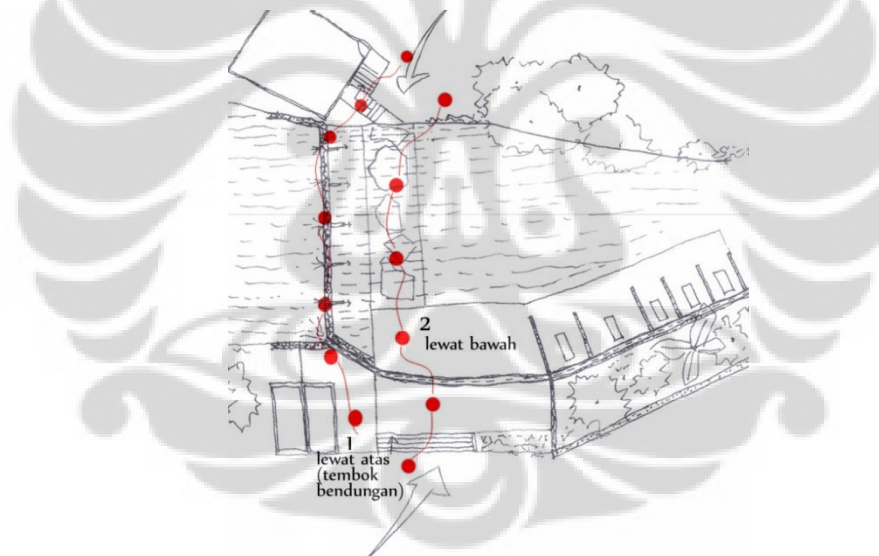 2
lewat bawah
1
lewat atas
(tembok
bendungan)